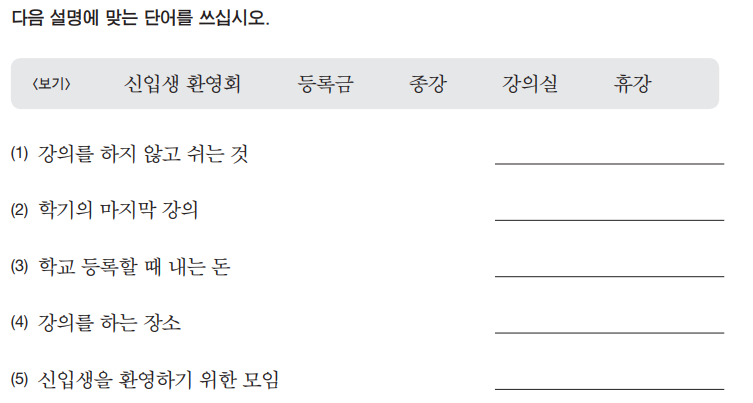 다음 설명에 맞는 단어를 쓰십시오.
〈보기〉 신입생 환영회 등록금 종강 강의실 휴강
(1) 강의를 하지 않고 쉬는 것
(2) 학기의 마지막 강의
(3) 학교 등록할 때 내는 돈
(4) 강의를 하는 장소
(5) 신입생을 환영하기 위한 모임